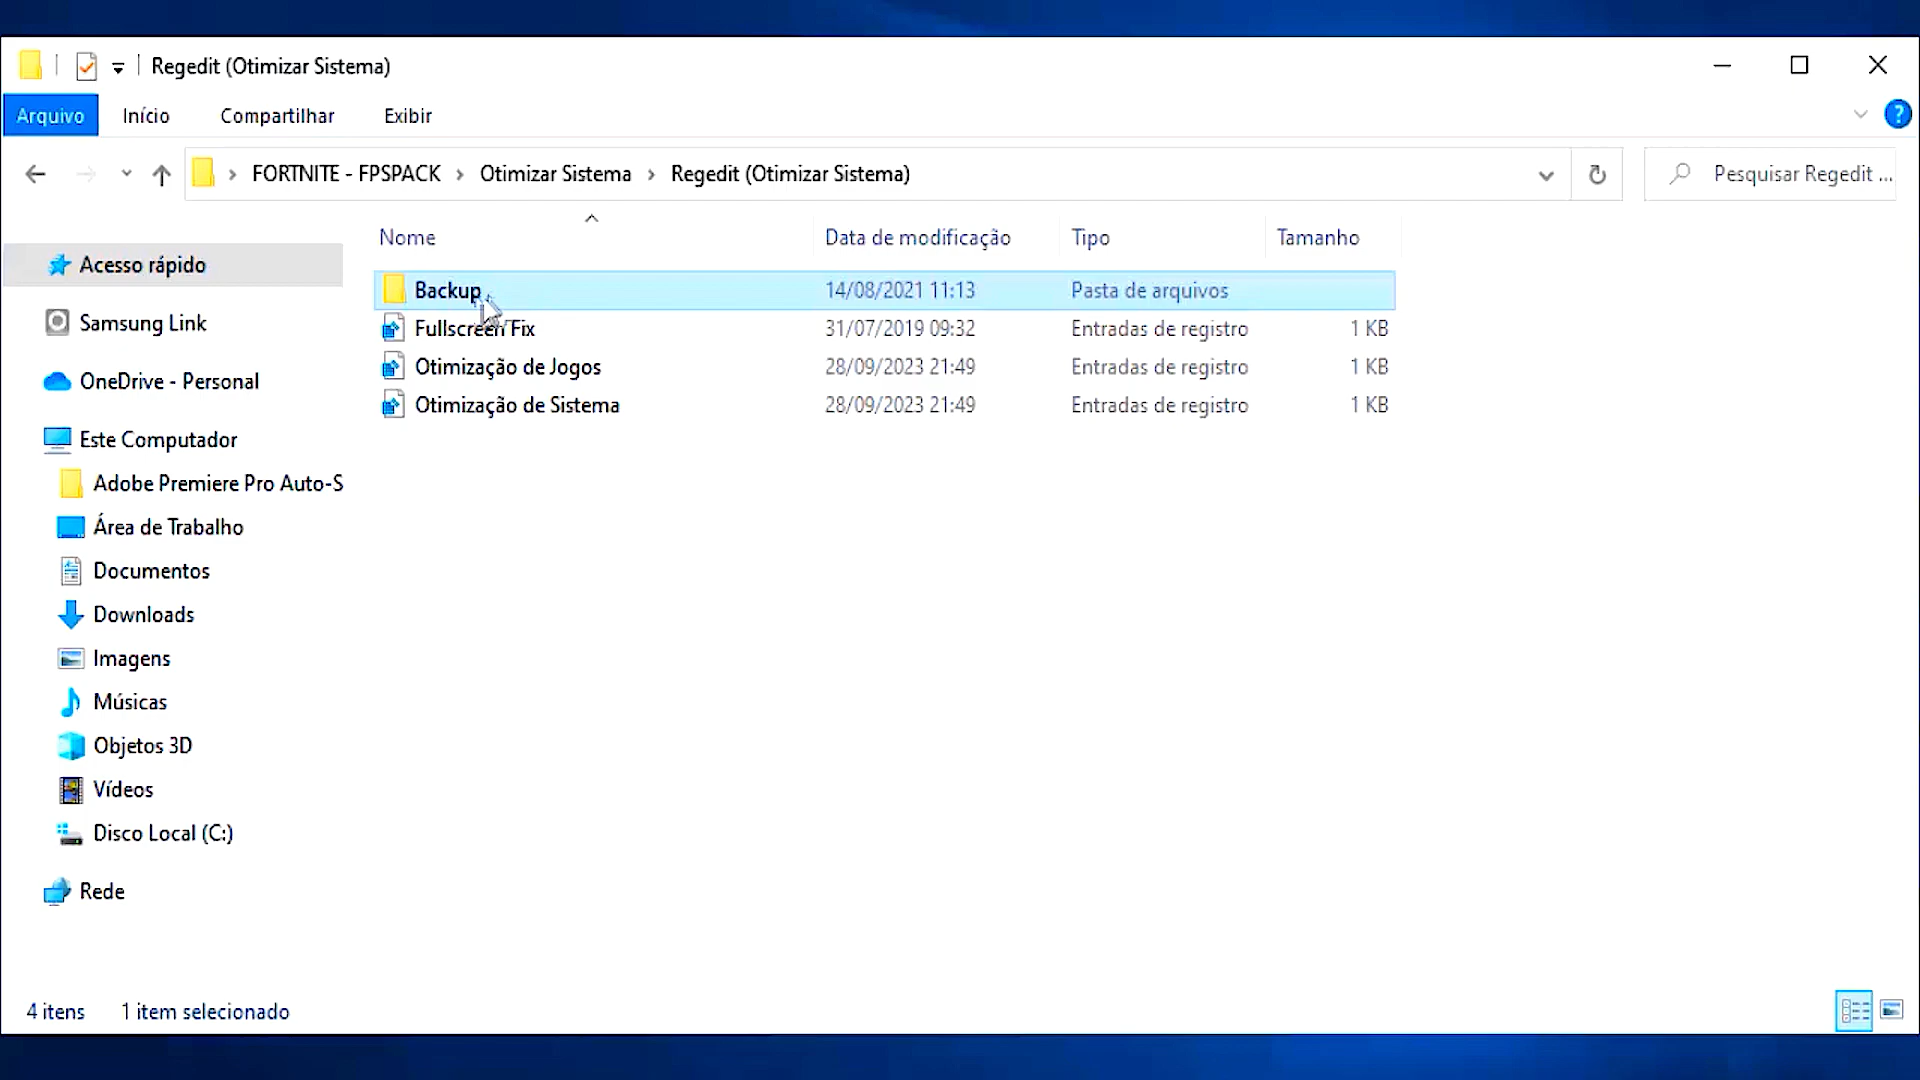 Regedit (Otimizar Sistema)
Arquivo Início Compartilhar Exibir ?
FORTNITE - FPSPACK › Otimizar Sistema › Regedit (Otimizar Sistema) Pesquisar Regedit ...
Nome Data de modificação Tipo Tamanho
Acesso rápido
Samsung Link
OneDrive - Personal
Este Computador
Adobe Premiere Pro Auto-S
Área de Trabalho
Documentos
Downloads
Imagens
Músicas
Objetos 3D
Vídeos
Disco Local (C:)
Rede
Backup 14/08/2021 11:13 Pasta de arquivos
Fullscreen Fix 31/07/2019 09:32 Entradas de registro 1 KB
Otimização de Jogos 28/09/2023 21:49 Entradas de registro 1 KB
Otimização de Sistema 28/09/2023 21:49 Entradas de registro 1 KB
4 itens 1 item selecionado